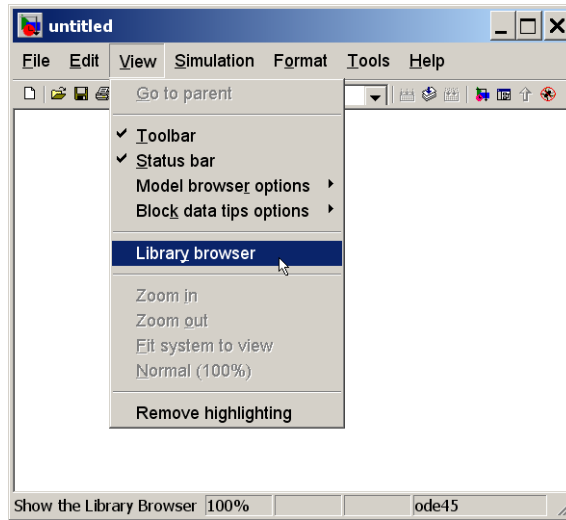 untitled
File Edit View Simulation Format Tools Help
Go to parent
Toolbar
Status bar
Model browser options
Block data tips options
Library browser
Zoom in
Zoom out
Fit system to view
Normal (100%)
Remove highlighting
Show the Library Browser 100% ode45